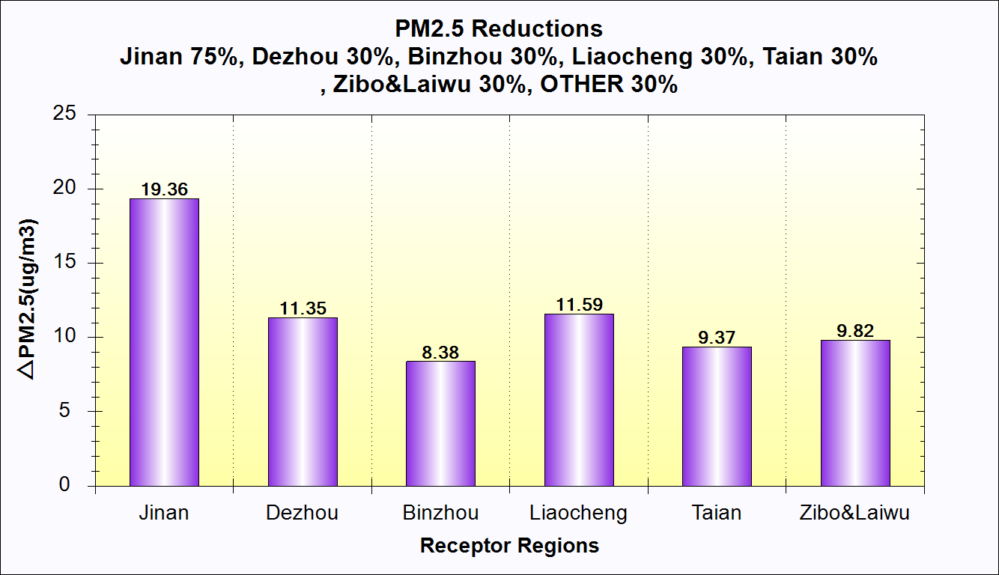 PM2.5 Reductions
Jinan 75%, Dezhou 30%, Binzhou 30%, Liaocheng 30%, Taian 30%
, Zibo&Laiwu 30%, OTHER 30%
25
20
15
10
5
0
△PM2.5(ug/m3)
19.36
11.35
8.38
11.59
9.37
9.82
Jinan Dezhou Binzhou Liaocheng Taian Zibo&Laiwu
Receptor Regions